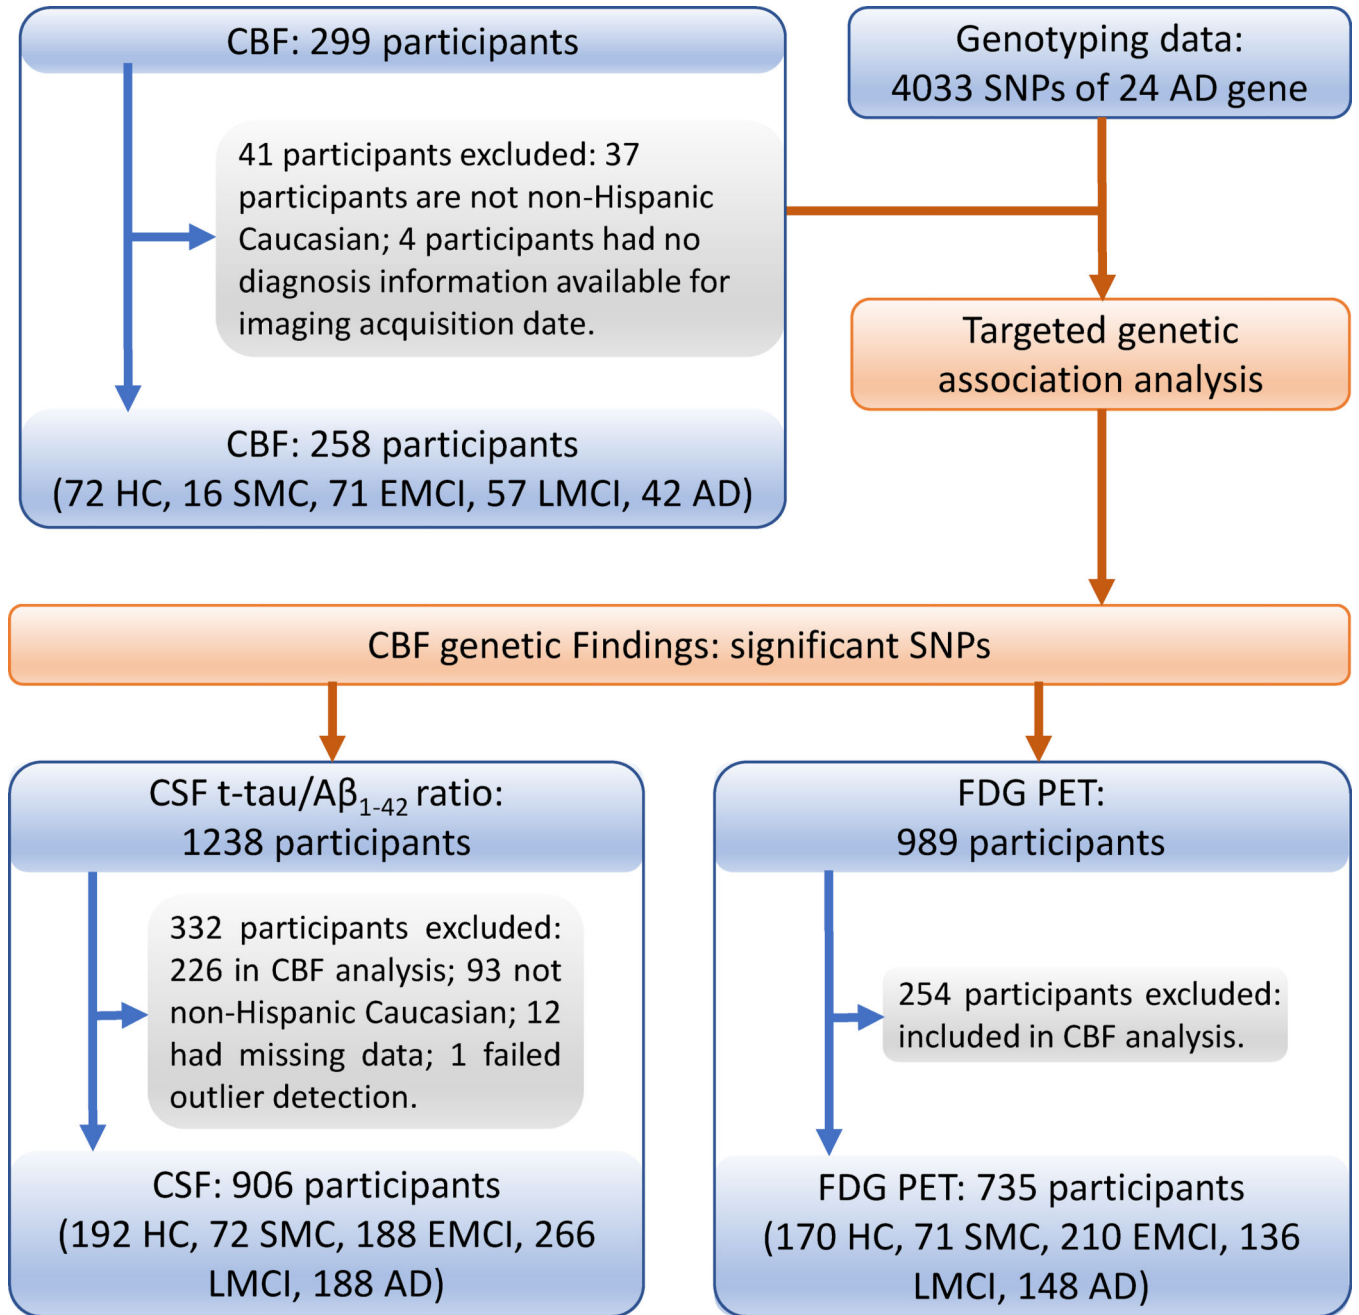 CBF: 299 participants
41 participants excluded: 37
participants are not non-Hispanic
Caucasian; 4 participants had no
diagnosis information available for
imaging acquisition date.
CBF: 258 participants
(72 HC, 16 SMC, 71 EMCI, 57 LMCI, 42 AD)
Genotyping data:
4033 SNPs of 24 AD gene
Targeted genetic
association analysis
CBF genetic Findings: significant SNPs
CSF t-tau/Aβ₁₋₄₂ ratio:
1238 participants
332 participants excluded:
226 in CBF analysis; 93 not
non-Hispanic Caucasian; 12
had missing data; 1 failed
outlier detection.
CSF: 906 participants
(192 HC, 72 SMC, 188 EMCI, 266
LMCI, 188 AD)
FDG PET:
989 participants
254 participants excluded:
included in CBF analysis.
FDG PET: 735 participants
(170 HC, 71 SMC, 210 EMCI, 136
LMCI, 148 AD)